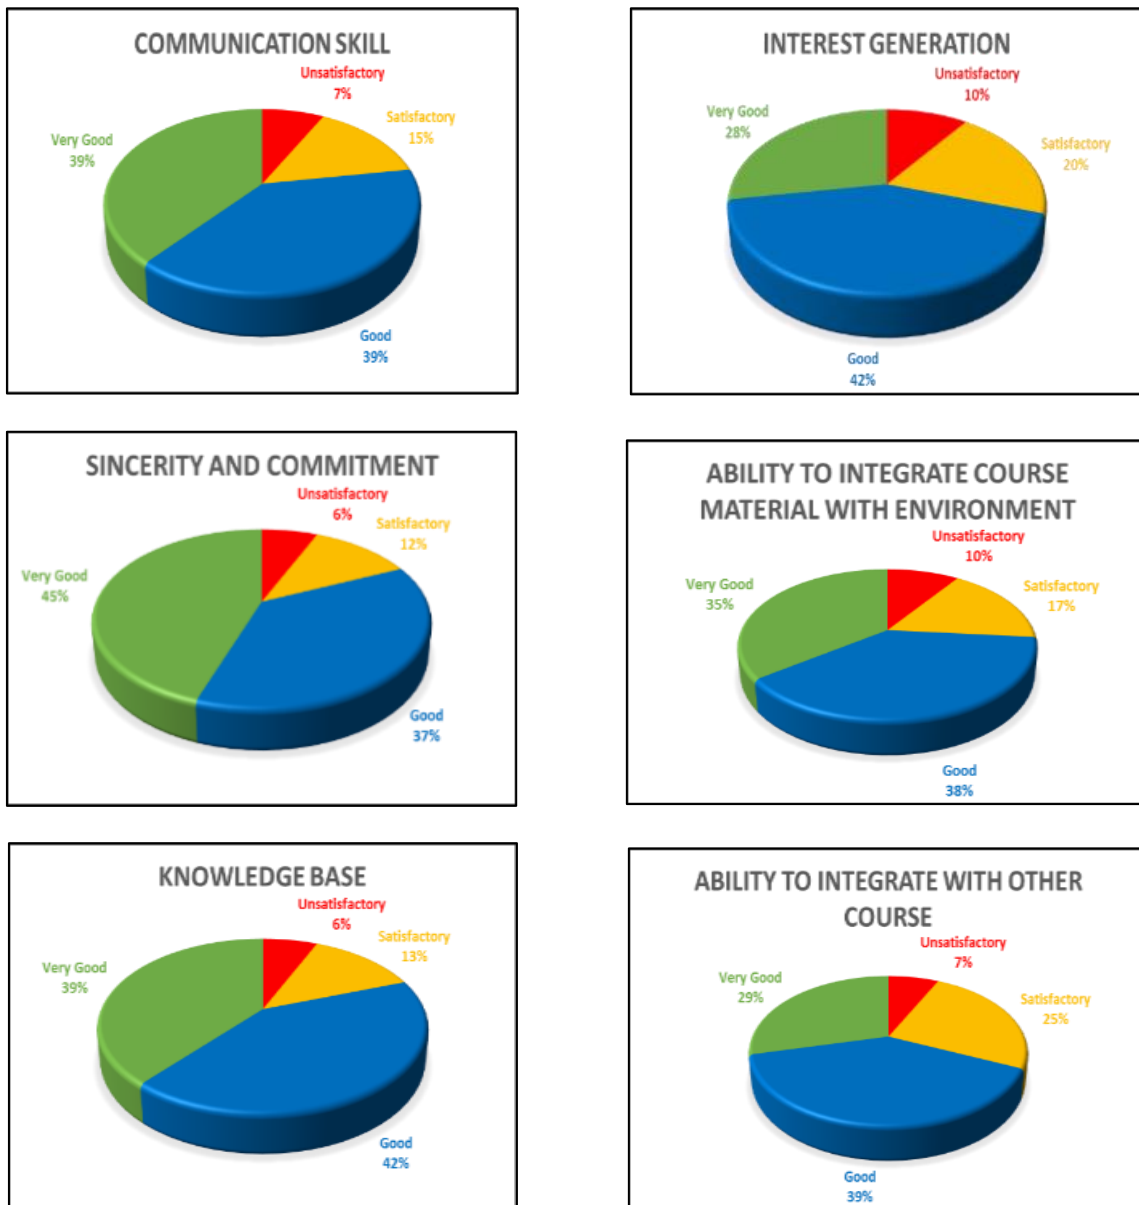 COMMUNICATION SKILL
Unsatisfactory
7%
Satisfactory
15%
Very Good
39%
Good
39%
INTEREST GENERATION
Unsatisfactory
10%
Very Good
28%
Satisfactory
20%
Good
42%
SINCERITY AND COMMITMENT
Unsatisfactory
6%
Satisfactory
12%
Very Good
45%
Good
37%
ABILITY TO INTEGRATE COURSE
MATERIAL WITH ENVIRONMENT
Unsatisfactory
10%
Very Good
35%
Satisfactory
17%
Good
38%
KNOWLEDGE BASE
Unsatisfactory
6%
Satisfactory
13%
Very Good
39%
Good
42%
ABILITY TO INTEGRATE WITH OTHER
COURSE
Unsatisfactory
7%
Very Good
29%
Satisfactory
25%
Good
39%